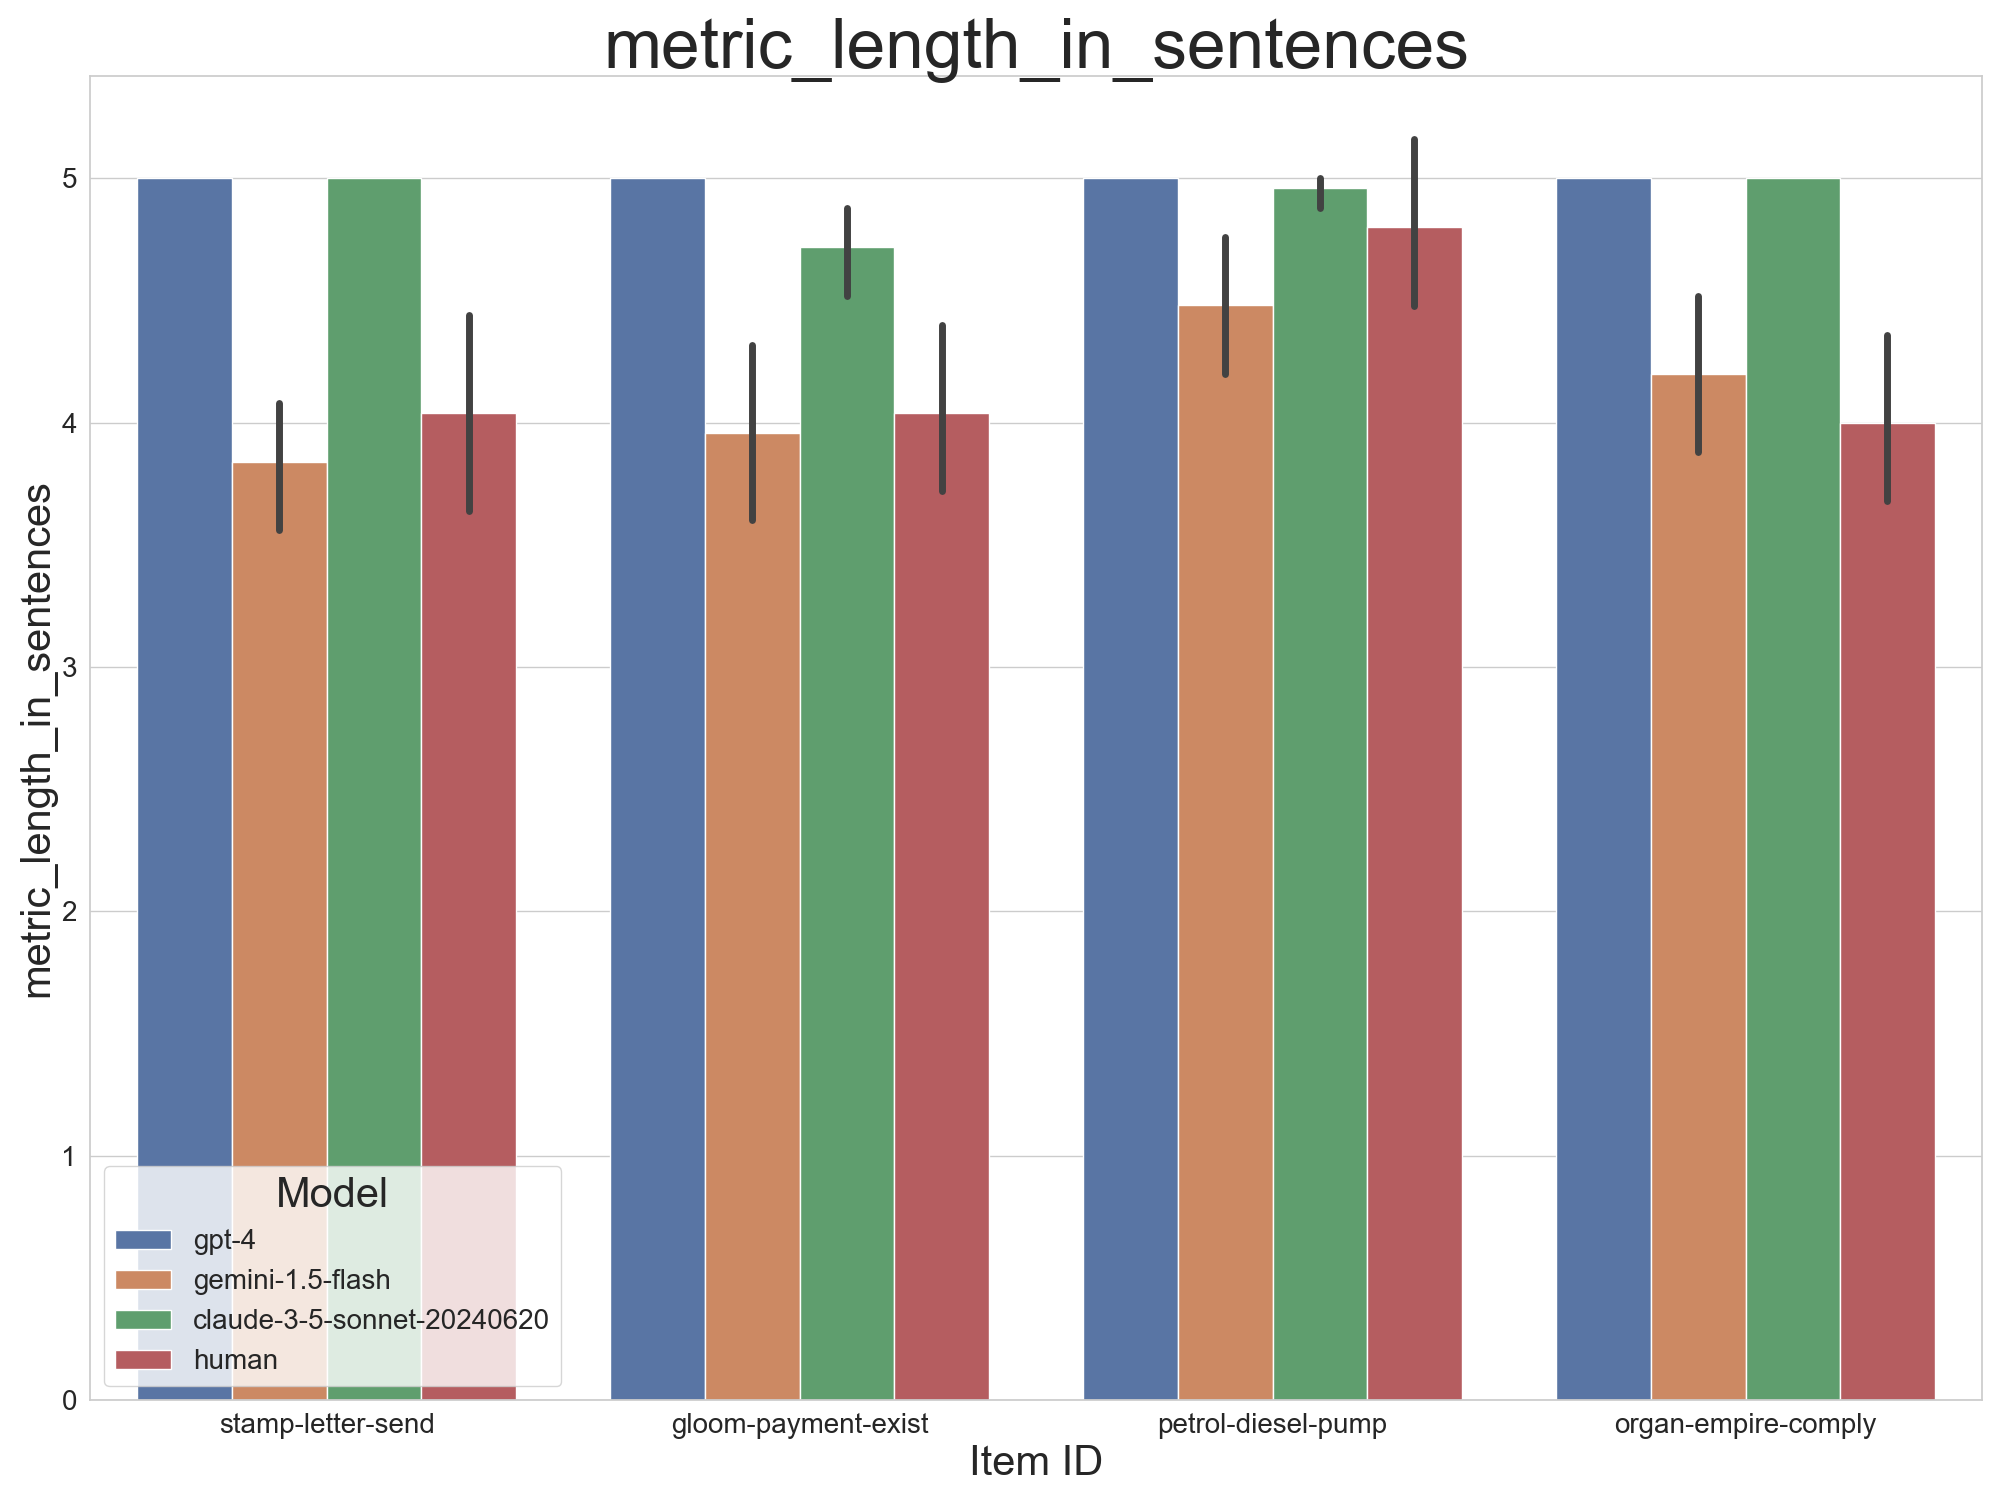 metric_length_in_sentences
metric_length_in_sentences
5
4
3
2
1
0
Model
gpt-4
gemini-1.5-flash
claude-3-5-sonnet-20240620
human
stamp-letter-send
gloom-payment-exist
petrol-diesel-pump
organ-empire-comply
Item ID